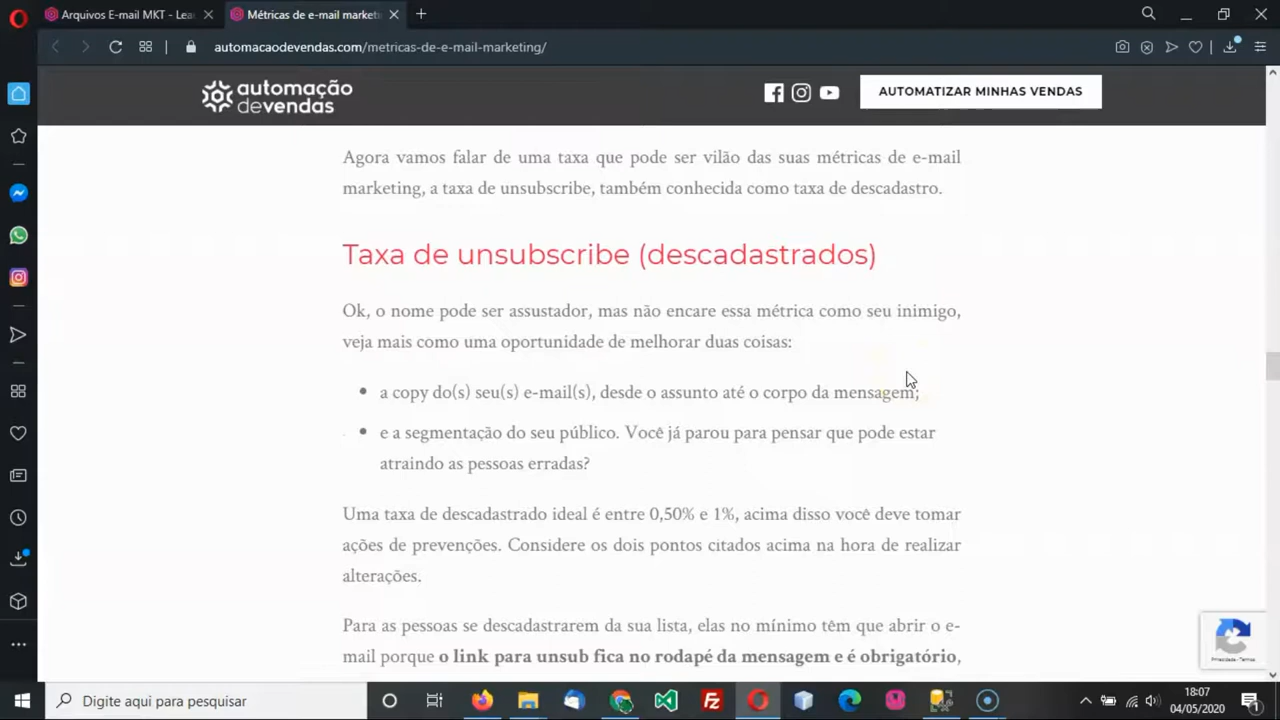 Arquivos E-mail MKT - Lea
Métricas de e-mail marketi
automacaodevendas.com/metricas-de-e-mail-marketing/
automação
devendas
AUTOMATIZAR MINHAS VENDAS
Agora vamos falar de uma taxa que pode ser vilão das suas métricas de e-mail
marketing, a taxa de unsubscribe, também conhecida como taxa de descadastro.
Taxa de unsubscribe (descadastrados)
Ok, o nome pode ser assustador, mas não encare essa métrica como seu inimigo,
veja mais como uma oportunidade de melhorar duas coisas:
a copy do(s) seu(s) e-mail(s), desde o assunto até o corpo da mensagem;
e a segmentação do seu público. Você já parou para pensar que pode estar
atraindo as pessoas erradas?
Uma taxa de descadastrado ideal é entre 0,50% e 1%, acima disso você deve tomar
ações de prevenções. Considere os dois pontos citados acima na hora de realizar
alterações.
Para as pessoas se descadastrarem da sua lista, elas no mínimo têm que abrir o e-
mail porque o link para unsub fica no rodapé da mensagem e é obrigatório,
Privacidade - Termos
Digite aqui para pesquisar
18:07
04/05/2020
1